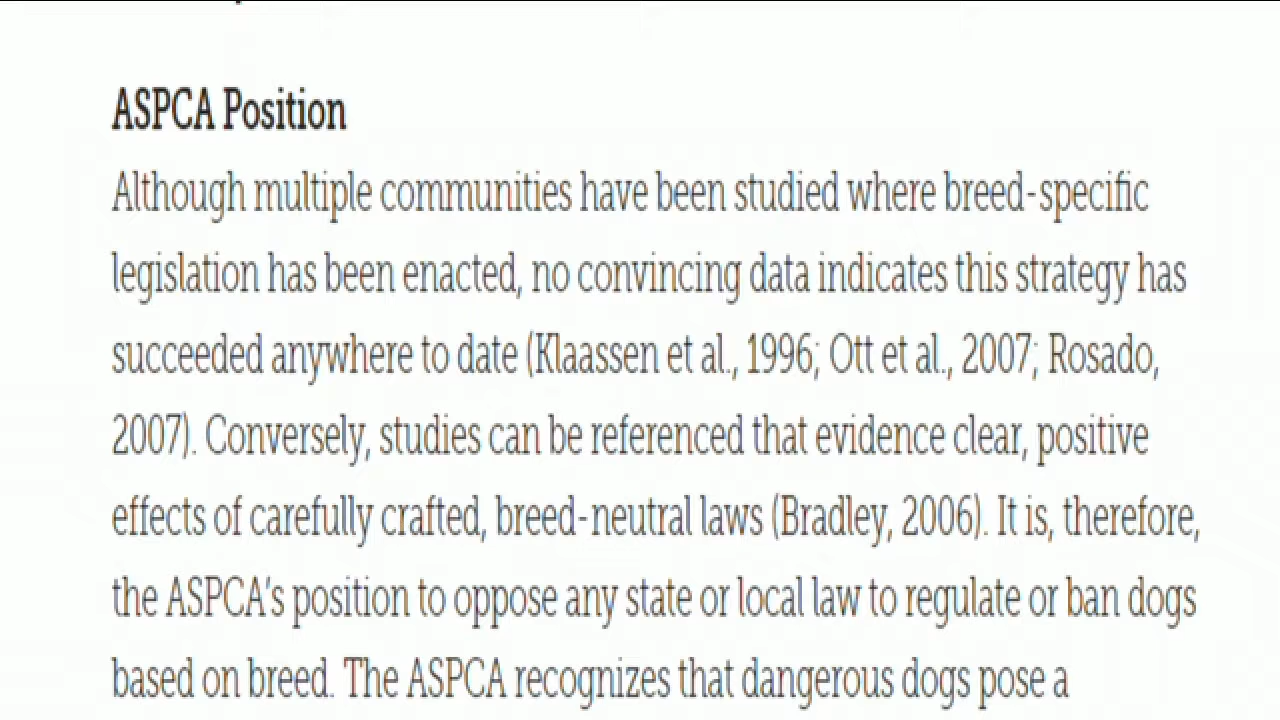 ASPCA Position
Although multiple communities have been studied where breed-specific
legislation has been enacted, no convincing data indicates this strategy has
succeeded anywhere to date (Klaassen et al., 1996; Ott et al., 2007; Rosado,
2007). Conversely, studies can be referenced that evidence clear, positive
effects of carefully crafted, breed-neutral laws (Bradley, 2006). It is, therefore,
the ASPCA's position to oppose any state or local law to regulate or ban dogs
based on breed. The ASPCA recognizes that dangerous dogs pose a